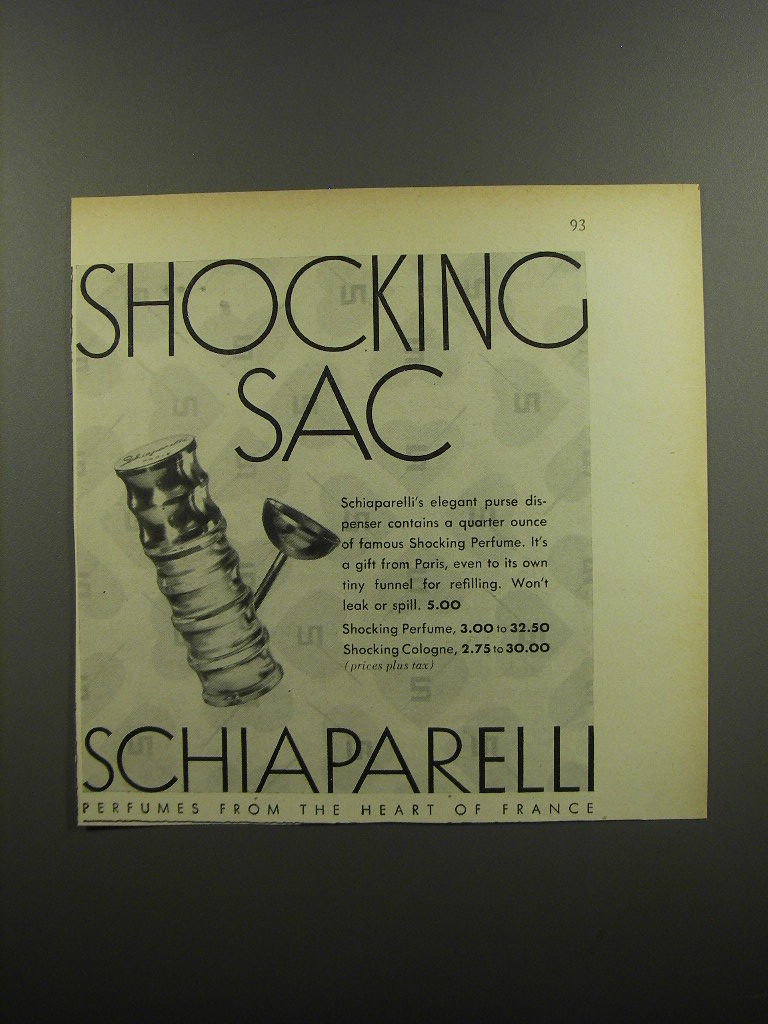 93
SHOCKING
SAC
Schiaparelli
PARIS
Schiaparelli's elegant purse dis-
penser contains a quarter ounce
of famous Shocking Perfume. It's
a gift from Paris, even to its own
tiny funnel for refilling. Won't
leak or spill. 5.00
Shocking Perfume, 3.00 to 32.50
Shocking Cologne, 2.75 to 30.00
(prices plus tax)
SCHIAPARELLI
PERFUMES FROM THE HEART OF FRANCE